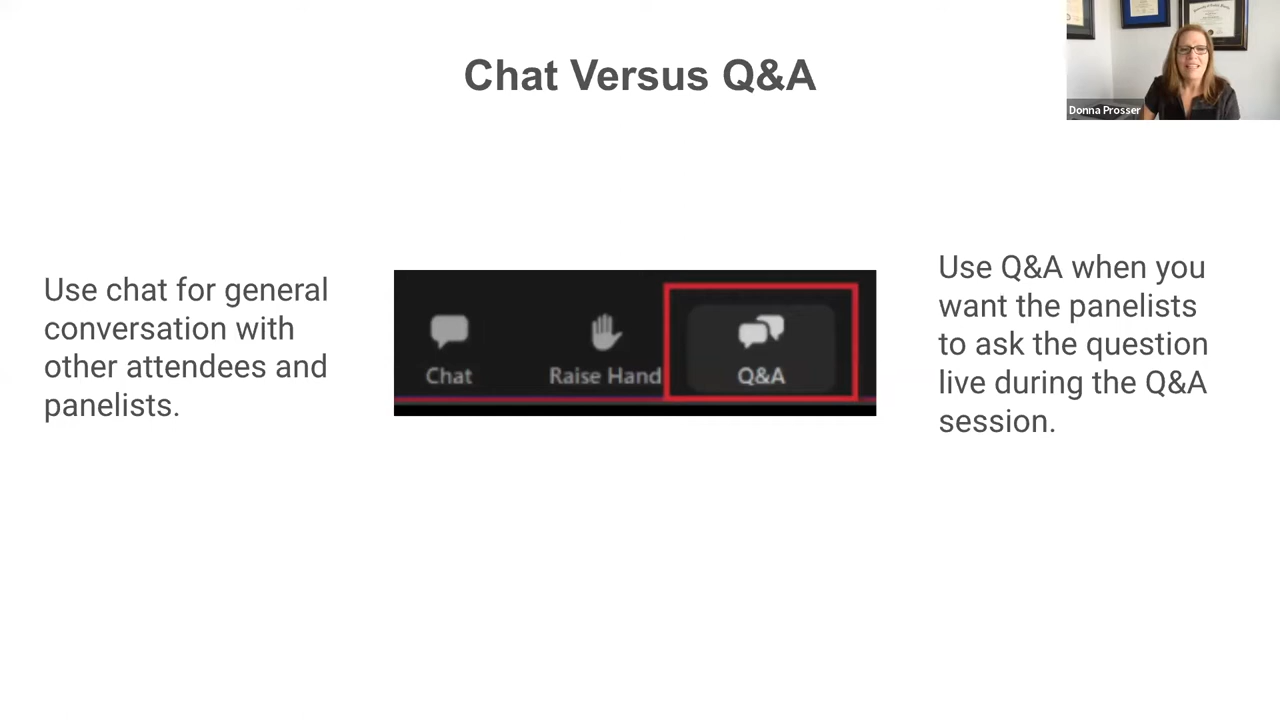 Chat Versus Q&A
Donna Prosser
Use chat for general
conversation with
other attendees and
panelists.
Chat
Raise Hand
Q&A
Use Q&A when you
want the panelists
to ask the question
live during the Q&A
session.